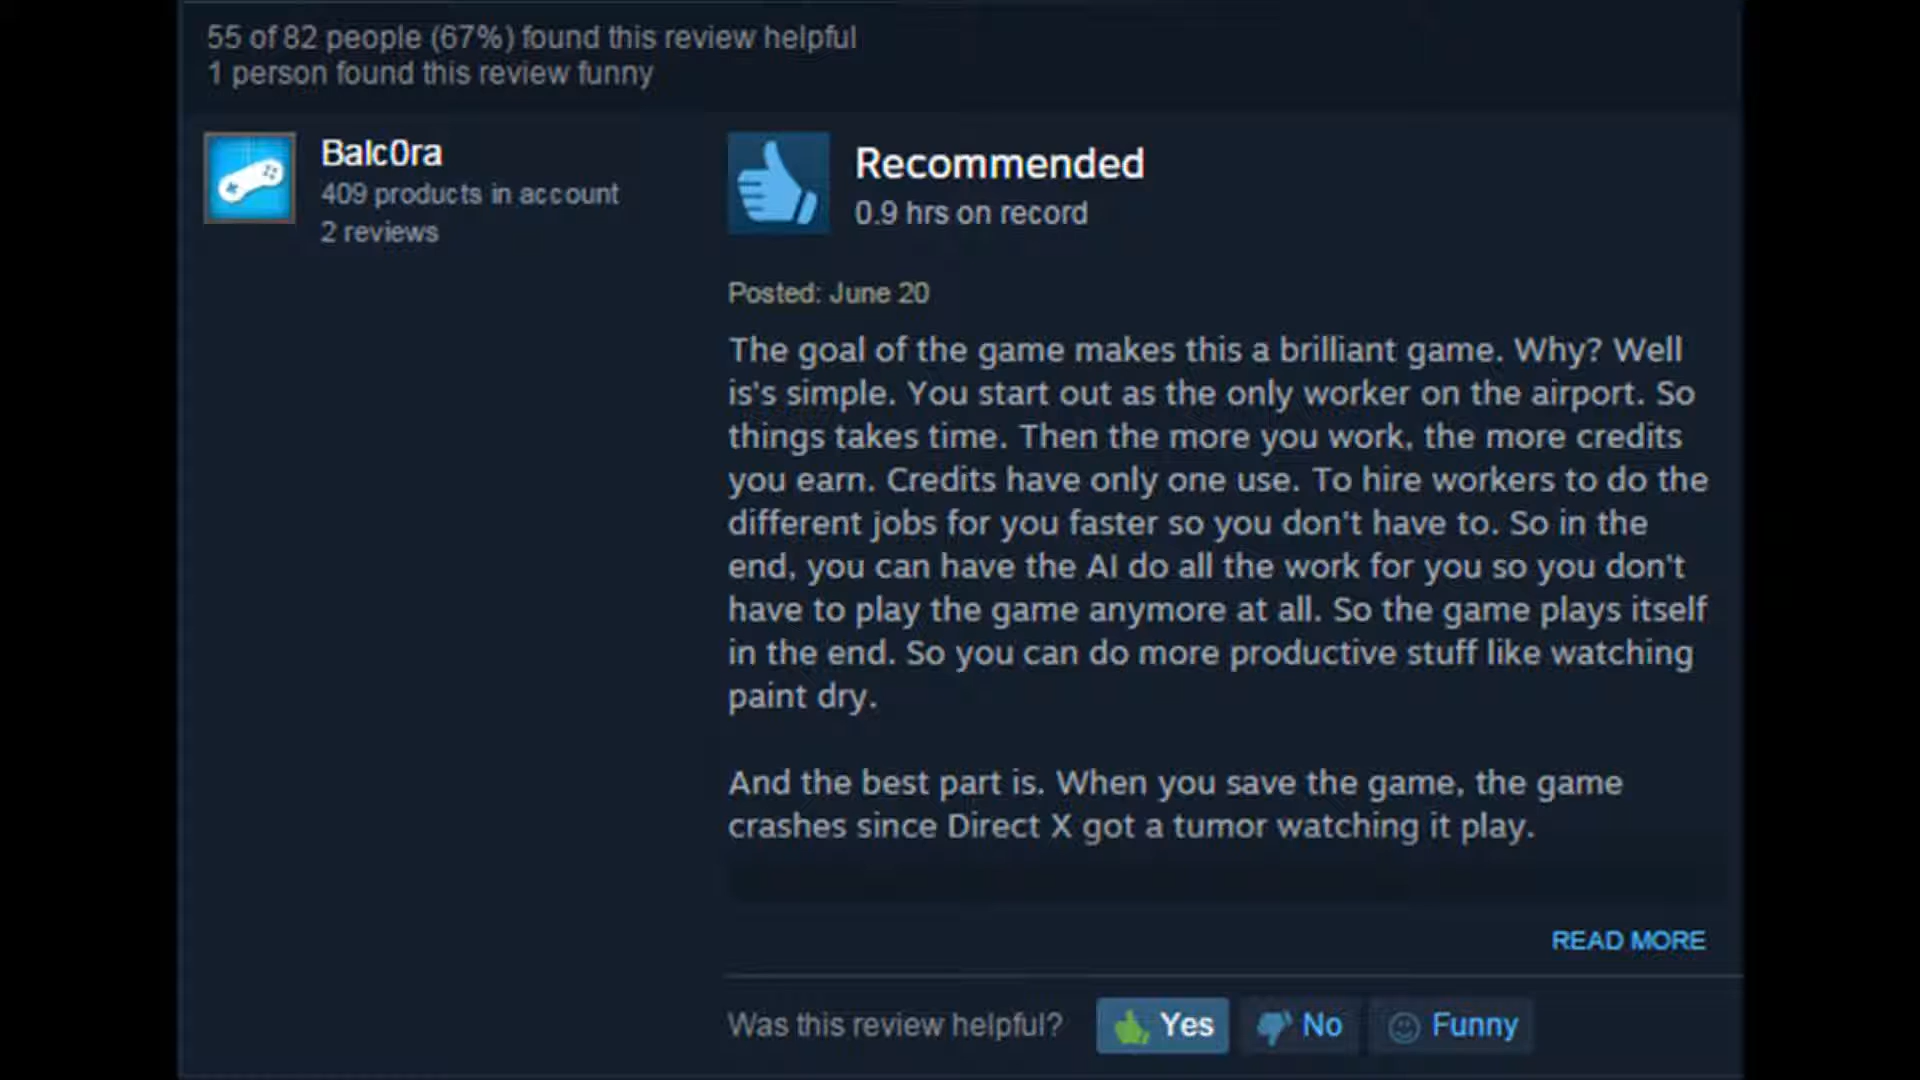 55 of 82 people (67%) found this review helpful
1 person found this review funny
Balc0ra
409 products in account
2 reviews
Recommended
0.9 hrs on record
Posted: June 20
The goal of the game makes this a brilliant game. Why? Well
is's simple. You start out as the only worker on the airport. So
things takes time. Then the more you work, the more credits
you earn. Credits have only one use. To hire workers to do the
different jobs for you faster so you don't have to. So in the
end, you can have the AI do all the work for you so you don't
have to play the game anymore at all. So the game plays itself
in the end. So you can do more productive stuff like watching
paint dry.
And the best part is. When you save the game, the game
crashes since Direct X got a tumor watching it play.
READ MORE
Was this review helpful? Yes No Funny